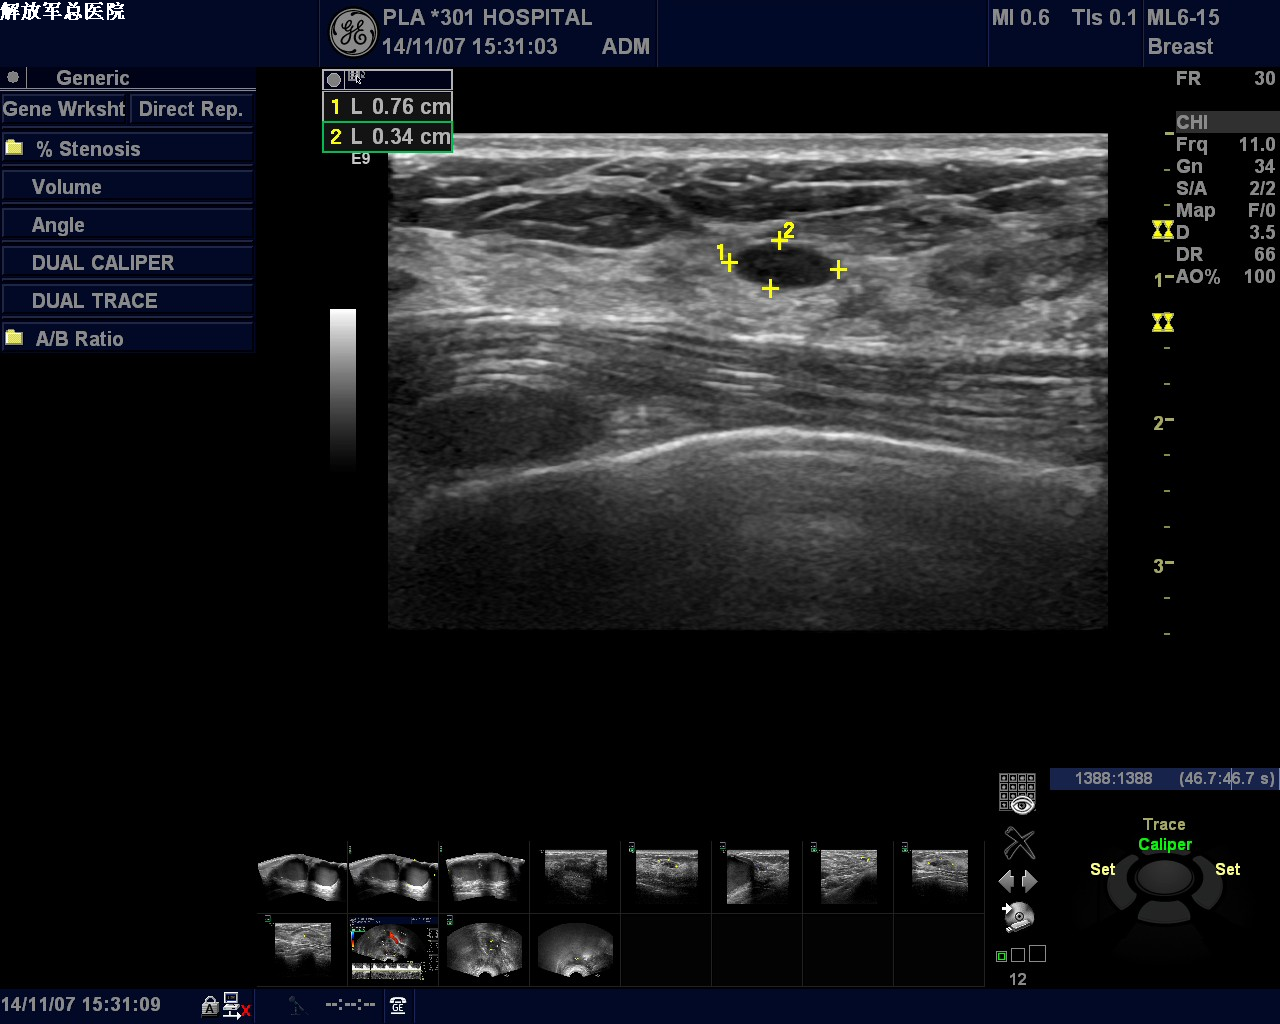 解放军总医院
PLA *301 HOSPITAL
14/11/07 15:31:03 ADM
MI 0.6 TIs 0.1
ML6-15
Breast
Generic
Gene Wrksht Direct Rep.
% Stenosis
Volume
Angle
DUAL CALIPER
DUAL TRACE
A/B Ratio
1 L 0.76 cm
2 L 0.34 cm
E9
1
2
FR 30
CHI
Frq 11.0
Gn 34
S/A 2/2
Map F/0
D 3.5
DR 66
AO% 100
1
2
3
1388:1388 (46.7:46.7 s)
Trace
Caliper
Set Set
12
14/11/07 15:31:09
--:--:--
GE